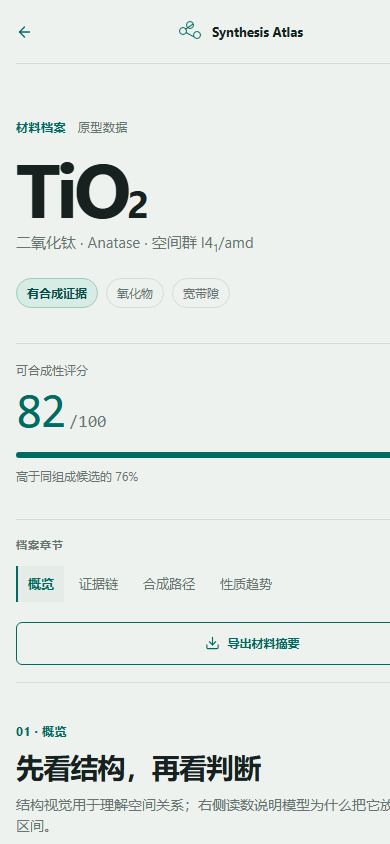 Synthesis Atlas
材料档案 原型数据
TiO₂
二氧化钛 · Anatase · 空间群 I4₁/amd
有合成证据 氧化物 宽带隙
可合成性评分
82 /100
高于同组成候选的 76%
档案章节
概览 证据链 合成路径 性质趋势
导出材料摘要
01 · 概览
先看结构，再看判断
结构视觉用于理解空间关系；右侧读数说明模型为什么把它放
区间。